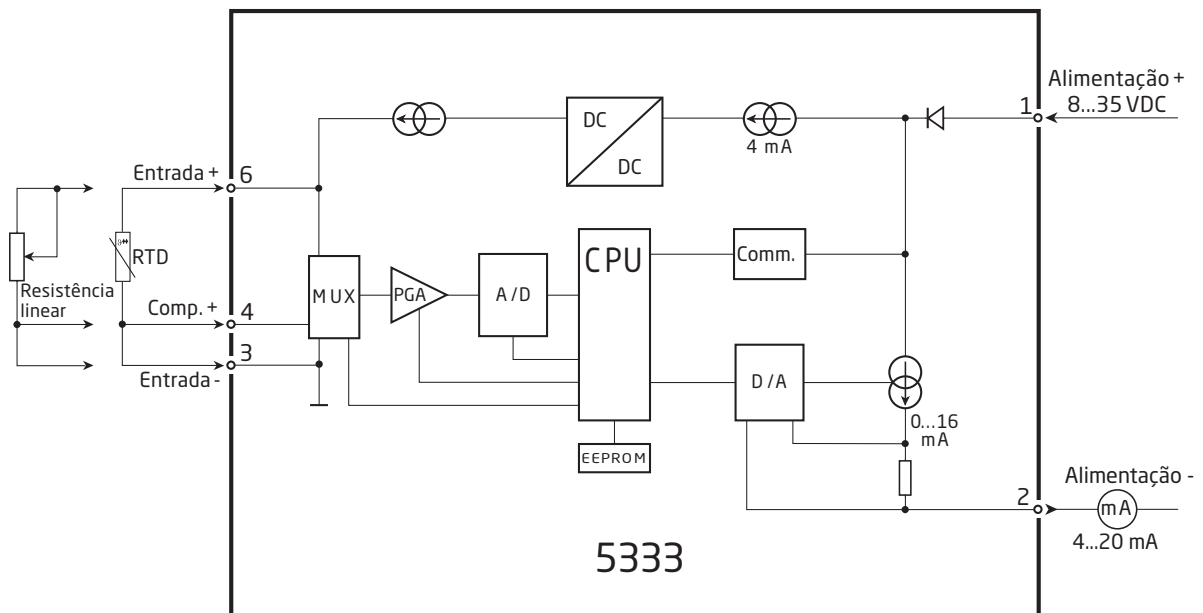 Alimentação +
8...35 VDC
1
DC
DC
4 mA
Entrada +
6
RTD
Resistência
linear
Comp. +
4
3
Entrada -
MUX
PGA
A/D
CPU
Comm.
D/A
0...16
mA
EEPROM
2
Alimentação -
mA
4...20 mA
5333